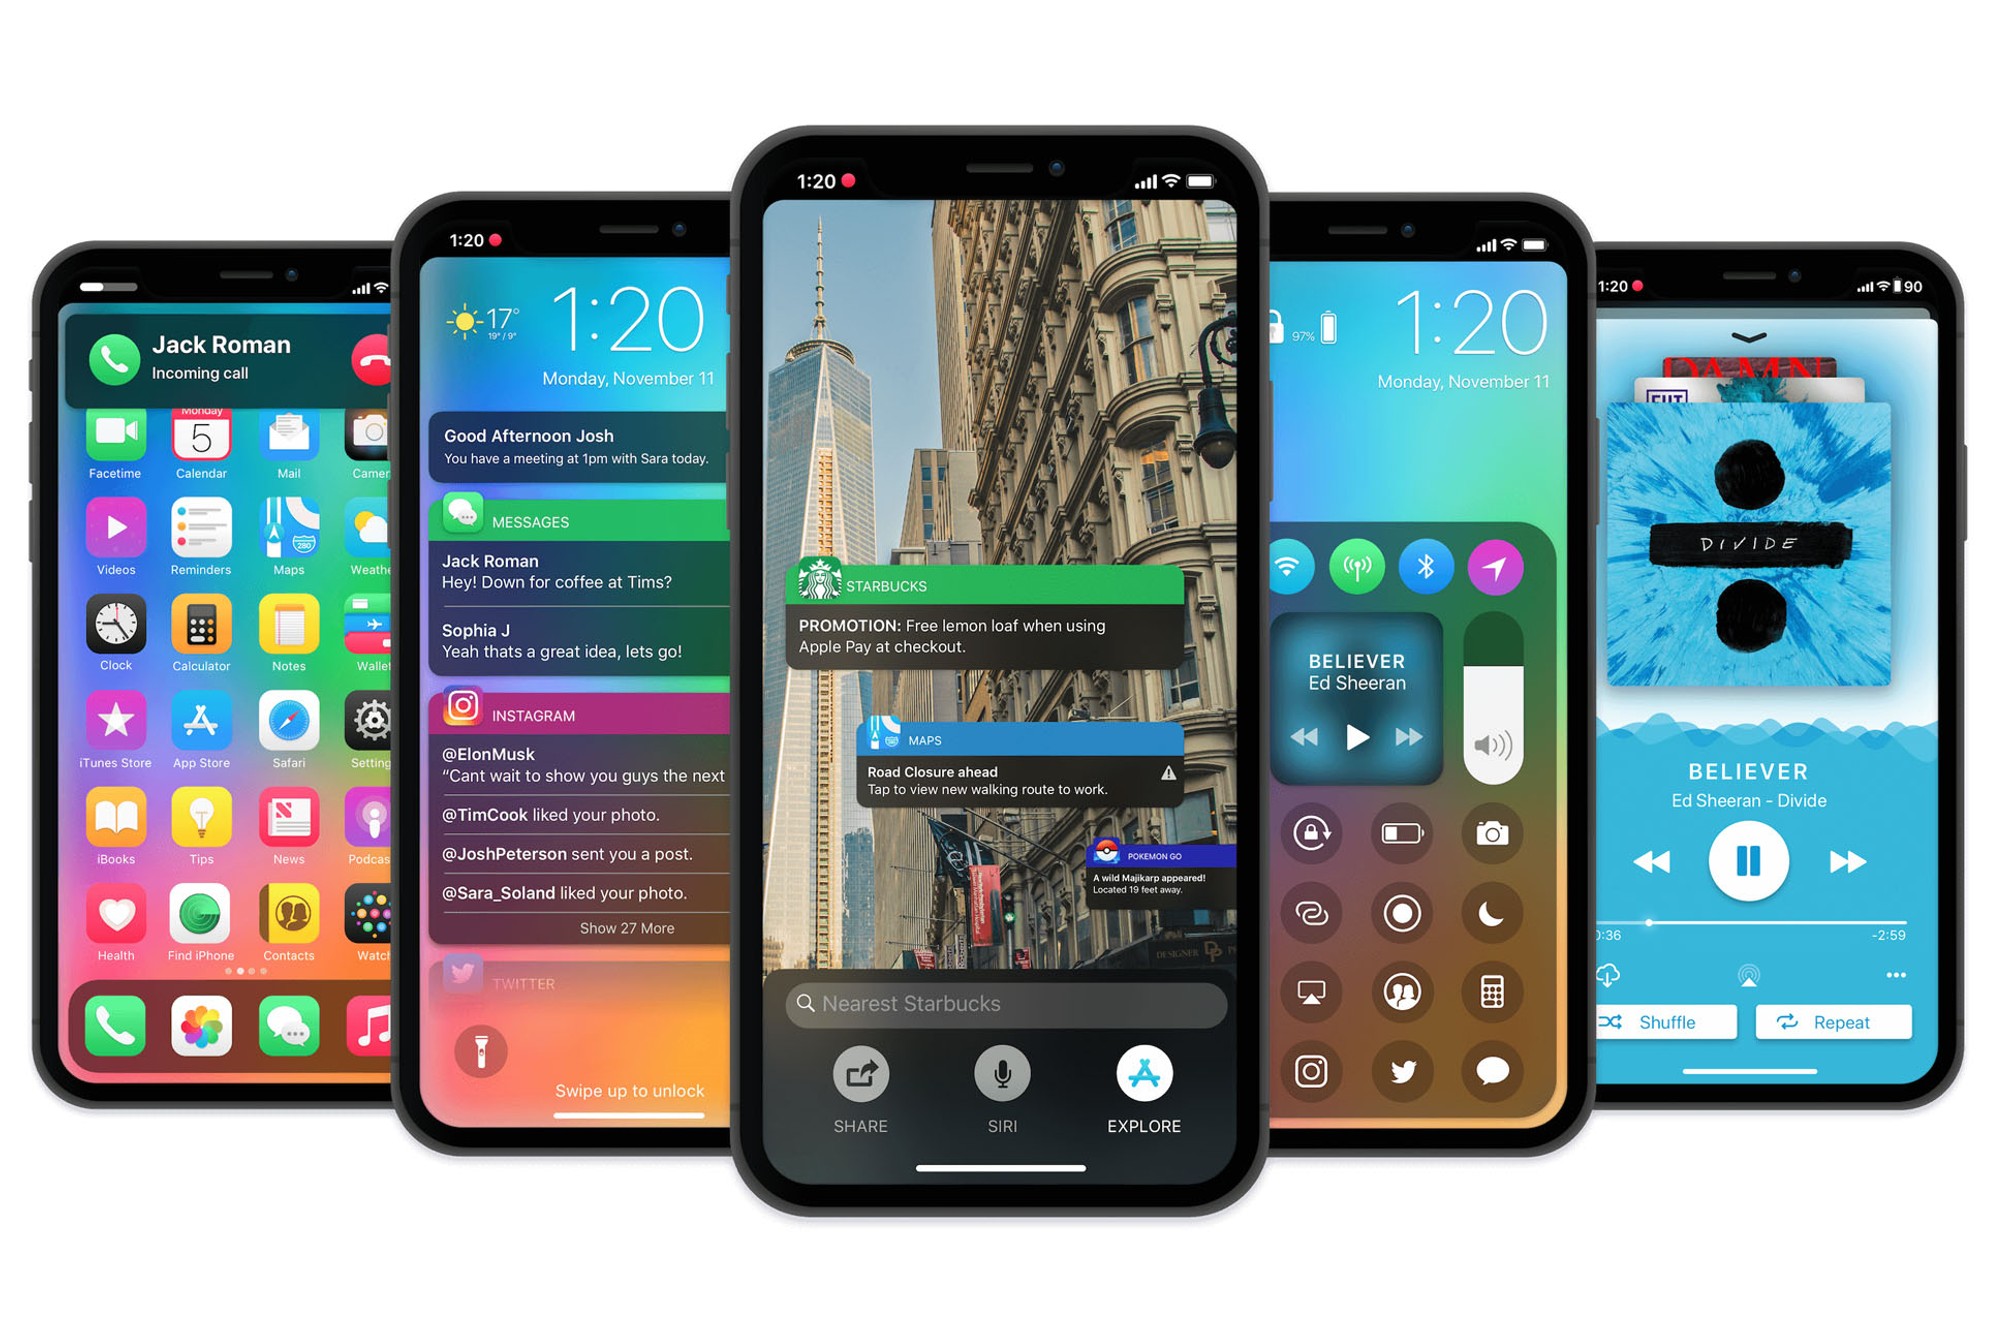 Jack Roman
Incoming call
Monday
5
Facetime
Calendar
Mail
Camer
Videos
Reminders
280
Maps
Weathe
Clock
Calculator
Notes
Wallet
iTunes Store
App Store
Safari
Setting
iBooks
Tips
News
Podcas
Health
Find iPhone
Contacts
Watch
1:20
17°
19° / 9°
1:20
Monday, November 11
Good Afternoon Josh
You have a meeting at 1pm with Sara today.
MESSAGES
Jack Roman
Hey! Down for coffee at Tims?
Sophia J
Yeah thats a great idea, lets go!
INSTAGRAM
@ElonMusk
“Cant wait to show you guys the next
@TimCook liked your photo.
@JoshPeterson sent you a post.
@Sara_Soland liked your photo.
Show 27 More
TWITTER
Swipe up to unlock
1:20
STARBUCKS
PROMOTION: Free lemon loaf when using
Apple Pay at checkout.
MAPS
Road Closure ahead
Tap to view new walking route to work.
POKEMON GO
A wild Majikarp appeared!
Located 19 feet away.
DESIGNER
Nearest Starbucks
SHARE
SIRI
EXPLORE
97%
1:20
Monday, November 11
BELIEVER
Ed Sheeran
1:20
90
DAMN
DIVIDE
BELIEVER
Ed Sheeran - Divide
0:36
-2:59
Shuffle
Repeat